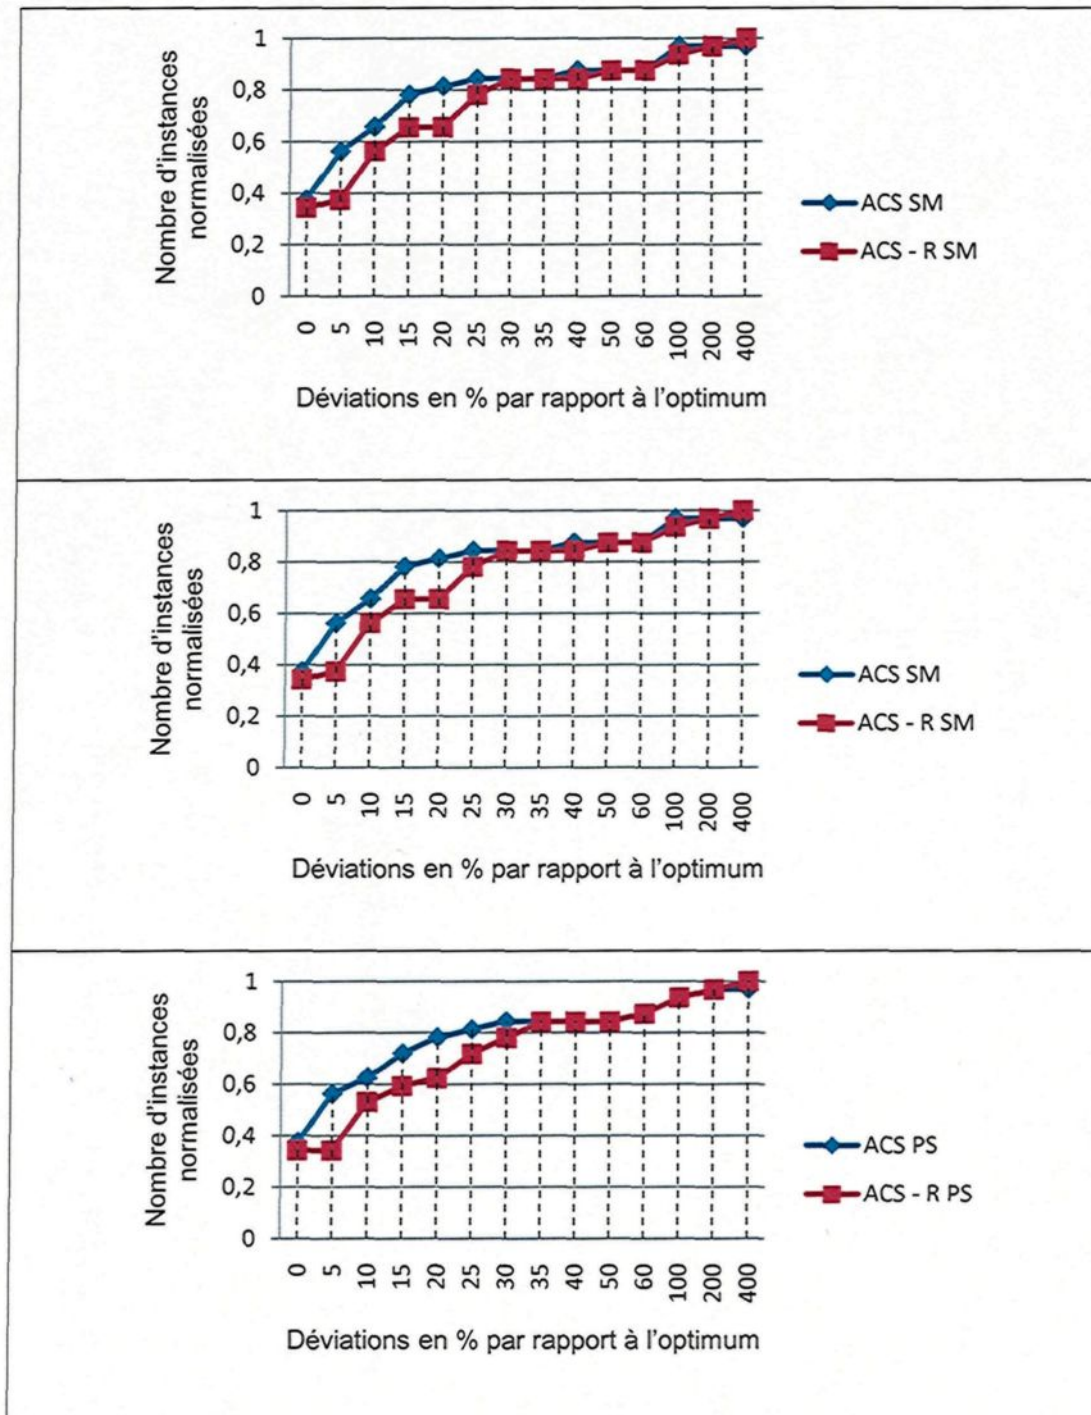 Nombre d'instances
normalisées
1
0,8
0,6
0,4
0,2
0
0 5 10 15 20 25 30 35 40 50 60 100 200 400
Déviations en % par rapport à l'optimum
ACS SM
ACS - R SM
Nombre d'instances
normalisées
1
0,8
0,6
0,4
0,2
0
0 5 10 15 20 25 30 35 40 50 60 100 200 400
Déviations en % par rapport à l'optimum
ACS SM
ACS - R SM
Nombre d'instances
normalisées
1
0,8
0,6
0,4
0,2
0
0 5 10 15 20 25 30 35 40 50 60 100 200 400
Déviations en % par rapport à l'optimum
ACS PS
ACS - R PS